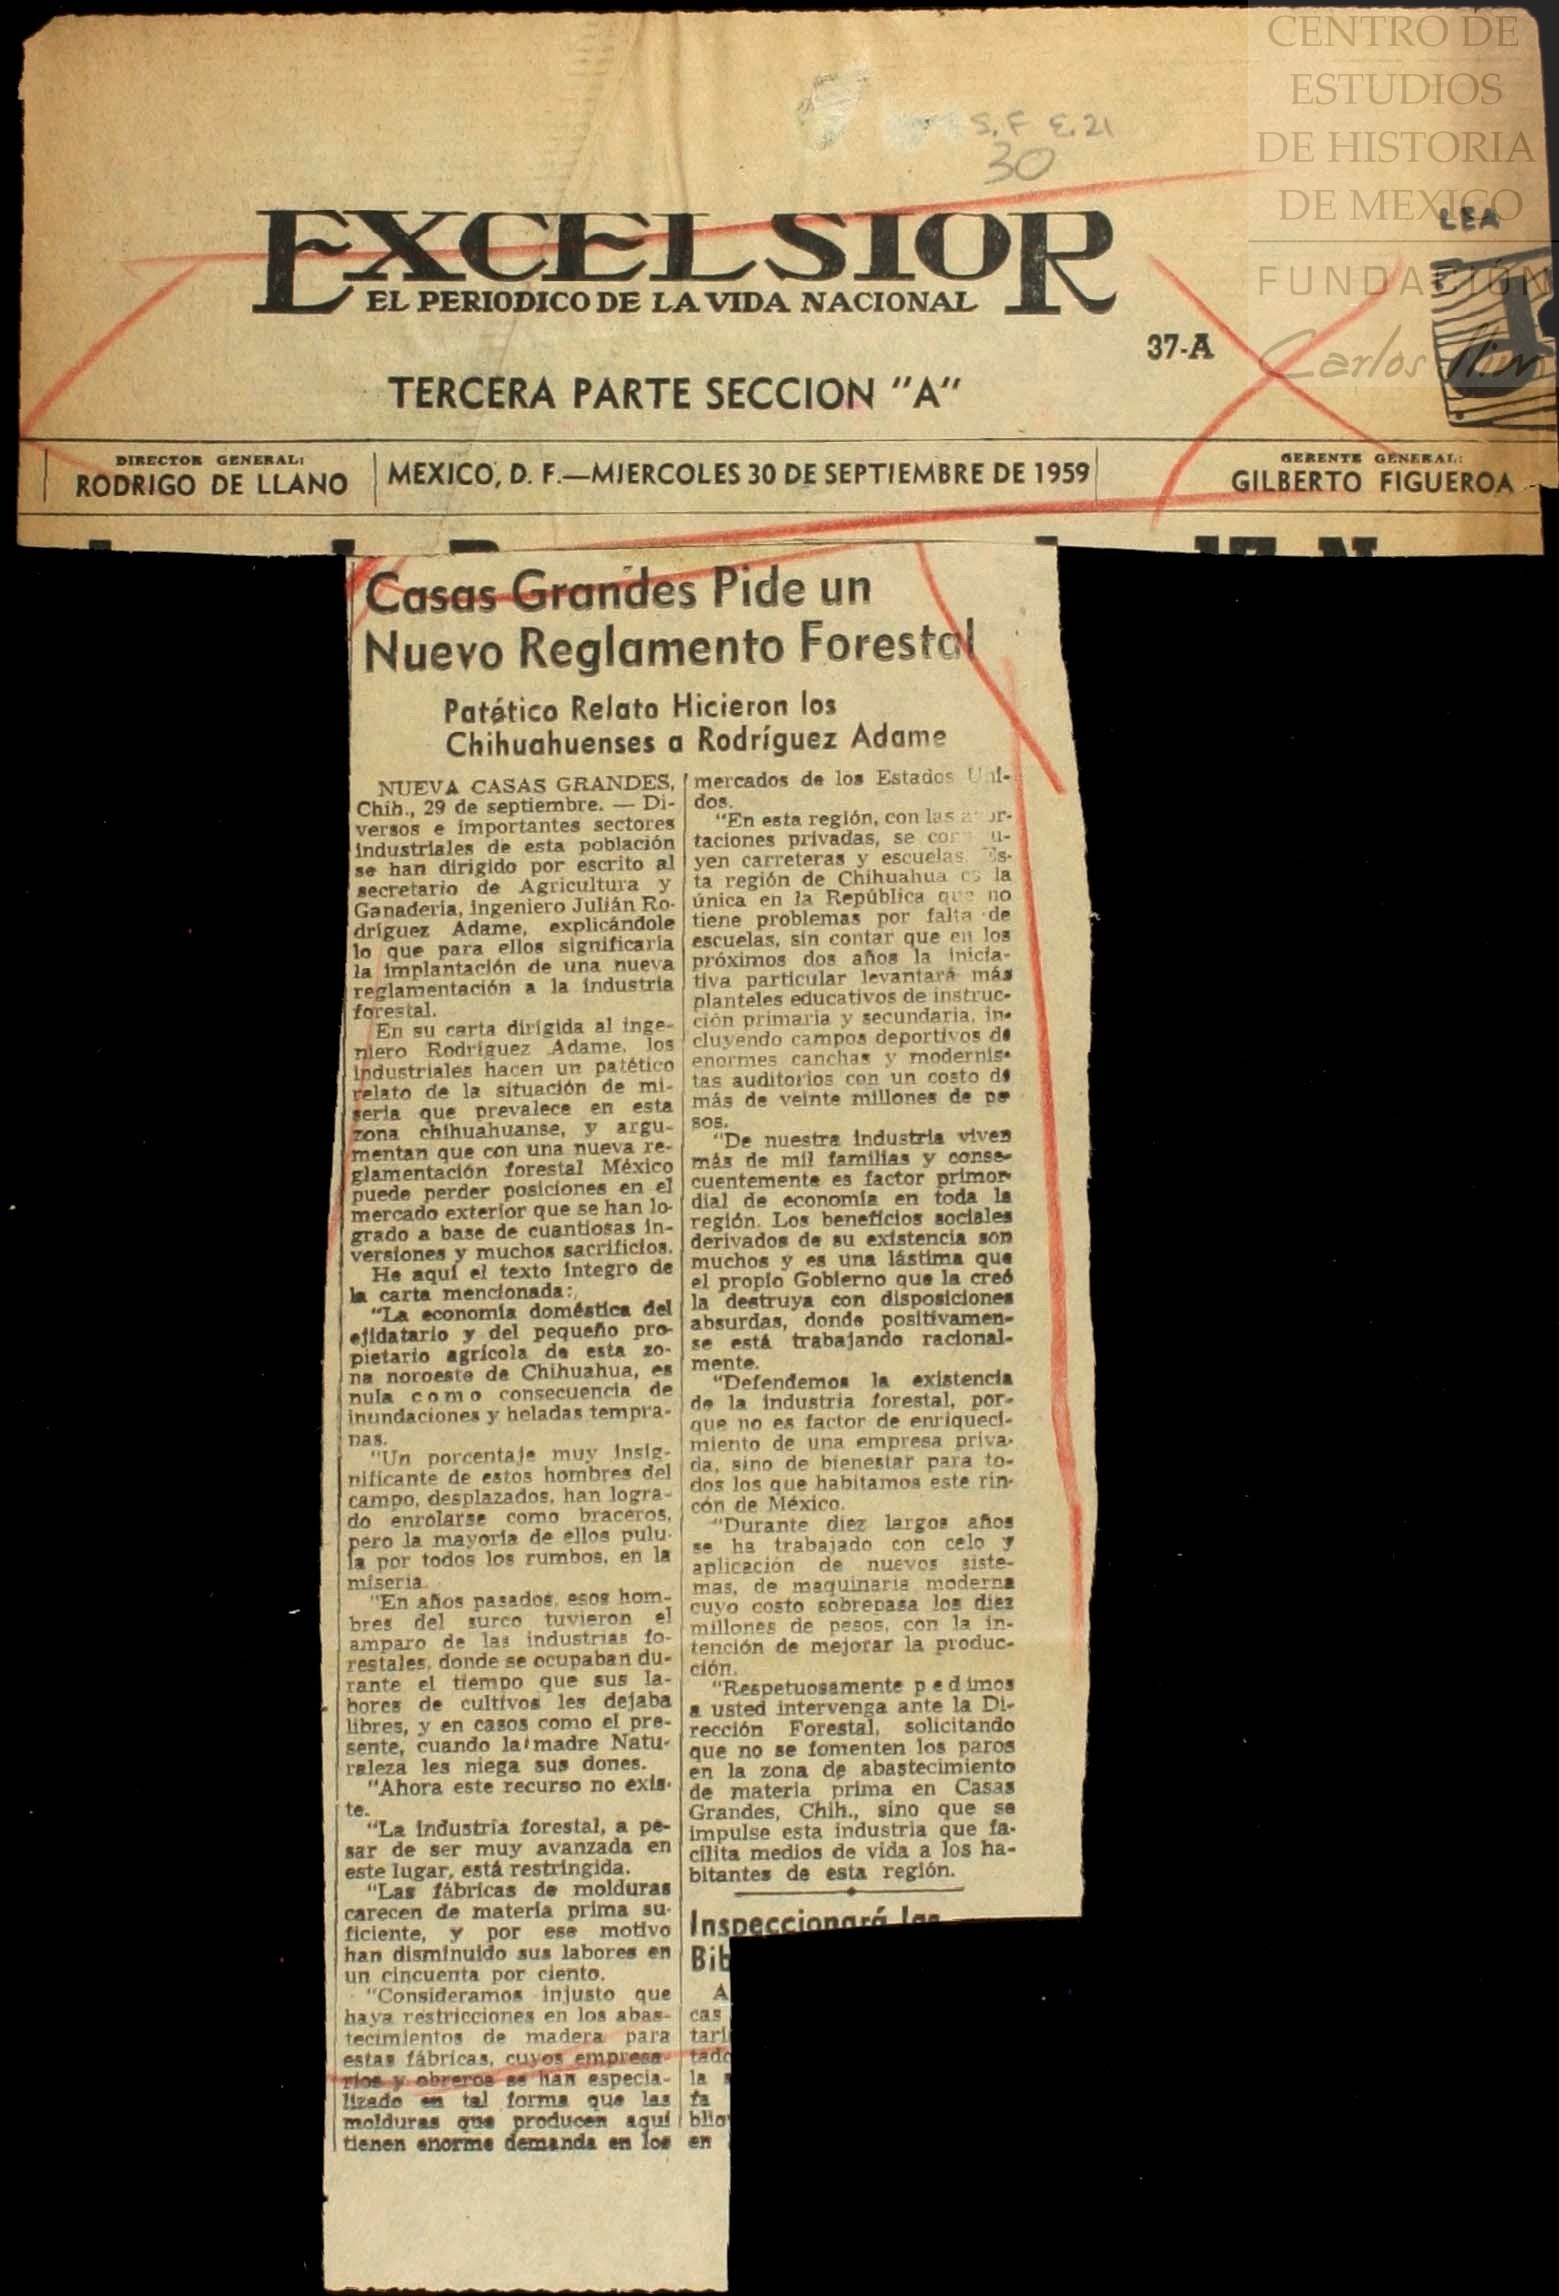 CENTRO DE
ESTUDIOS
DE HISTORIA
DE MEXICO
FUNDACIÓN
Carlos Slim
S.F E.21
30
LEA
EXCELSIOR
EL PERIODICO DE LA VIDA NACIONAL
37-A
TERCERA PARTE SECCION "A"
DIRECTOR GENERAL:
RODRIGO DE LLANO
MEXICO, D. F.—MIERCOLES 30 DE SEPTIEMBRE DE 1959
GERENTE GENERAL:
GILBERTO FIGUEROA
Casas Grandes Pide un
Nuevo Reglamento Forestal
Patético Relato Hicieron los
Chihuahuenses a Rodríguez Adame
NUEVA CASAS GRANDES,
Chih., 29 de septiembre. — Di-
versos e importantes sectores
industriales de esta población
se han dirigido por escrito al
secretario de Agricultura y
Ganadería, ingeniero Julián Ro-
dríguez Adame, explicándole
lo que para ellos significaría
la implantación de una nueva
reglamentación a la industria
forestal.
En su carta dirigida al inge-
niero Rodríguez Adame, los
industriales hacen un patético
relato de la situación de mi-
seria que prevalece en esta
zona chihuahuanse, y argu-
mentan que con una nueva re-
glamentación forestal México
puede perder posiciones en el
mercado exterior que se han lo-
grado a base de cuantiosas in-
versiones y muchos sacrificios.
He aquí el texto íntegro de
la carta mencionada:
"La economía doméstica del
ejidatario y del pequeño pro-
pietario agrícola de esta zo-
na noroeste de Chihuahua, es
nula como consecuencia de
inundaciones y heladas tempra-
nas.
"Un porcentaje muy insig-
nificante de estos hombres del
campo, desplazados, han logra-
do enrolarse como braceros,
pero la mayoría de ellos pulu-
la por todos los rumbos, en la
miseria.
"En años pasados, esos hom-
bres del surco tuvieron el
amparo de las industrias fo-
restales, donde se ocupaban du-
rante el tiempo que sus la-
bores de cultivos les dejaba
libres, y en casos como el pre-
sente, cuando la madre Natu-
raleza les niega sus dones.
"Ahora este recurso no exis-
te.
"La industria forestal, a pe-
sar de ser muy avanzada en
este lugar, está restringida.
"Las fábricas de molduras
carecen de materia prima su-
ficiente, y por ese motivo
han disminuido sus labores en
un cincuenta por ciento.
"Consideramos injusto que
haya restricciones en los abas-
tecimientos de madera para
estas fábricas, cuyos empresa-
rios y obreros se han especia-
lizado en tal forma que las
molduras que producen aquí
tienen enorme demanda en los
mercados de los Estados Uni-
dos.
"En esta región, con las apor-
taciones privadas, se constru-
yen carreteras y escuelas. Es-
ta región de Chihuahua es la
única en la República que no
tiene problemas por falta de
escuelas, sin contar que en los
próximos dos años la inicia-
tiva particular levantará más
planteles educativos de instruc-
ción primaria y secundaria, in-
cluyendo campos deportivos de
enormes canchas y modernis-
tas auditorios con un costo de
más de veinte millones de pe
sos.
"De nuestra industria viven
más de mil familias y conse-
cuentemente es factor primor-
dial de economía en toda la
región. Los beneficios sociales
derivados de su existencia son
muchos y es una lástima que
el propio Gobierno que la creó
la destruya con disposiciones
absurdas, donde positivamen-
se está trabajando racional-
mente.
"Defendemos la existencia
de la industria forestal, por-
que no es factor de enriqueci-
miento de una empresa priva-
da, sino de bienestar para to-
dos los que habitamos este rin-
cón de México.
"Durante diez largos años
se ha trabajado con celo y
aplicación de nuevos siste-
mas, de maquinaria moderna
cuyo costo sobrepasa los diez
millones de pesos, con la in-
tención de mejorar la produc-
ción.
"Respetuosamente pedimos
a usted intervenga ante la Di-
rección Forestal, solicitando
que no se fomenten los paros
en la zona de abastecimiento
de materia prima en Casas
Grandes, Chih., sino que se
impulse esta industria que fa-
cilita medios de vida a los ha-
bitantes de esta región.
Inspeccionará las
Bib
A
cas
tari
tado
la
fa
blio
en